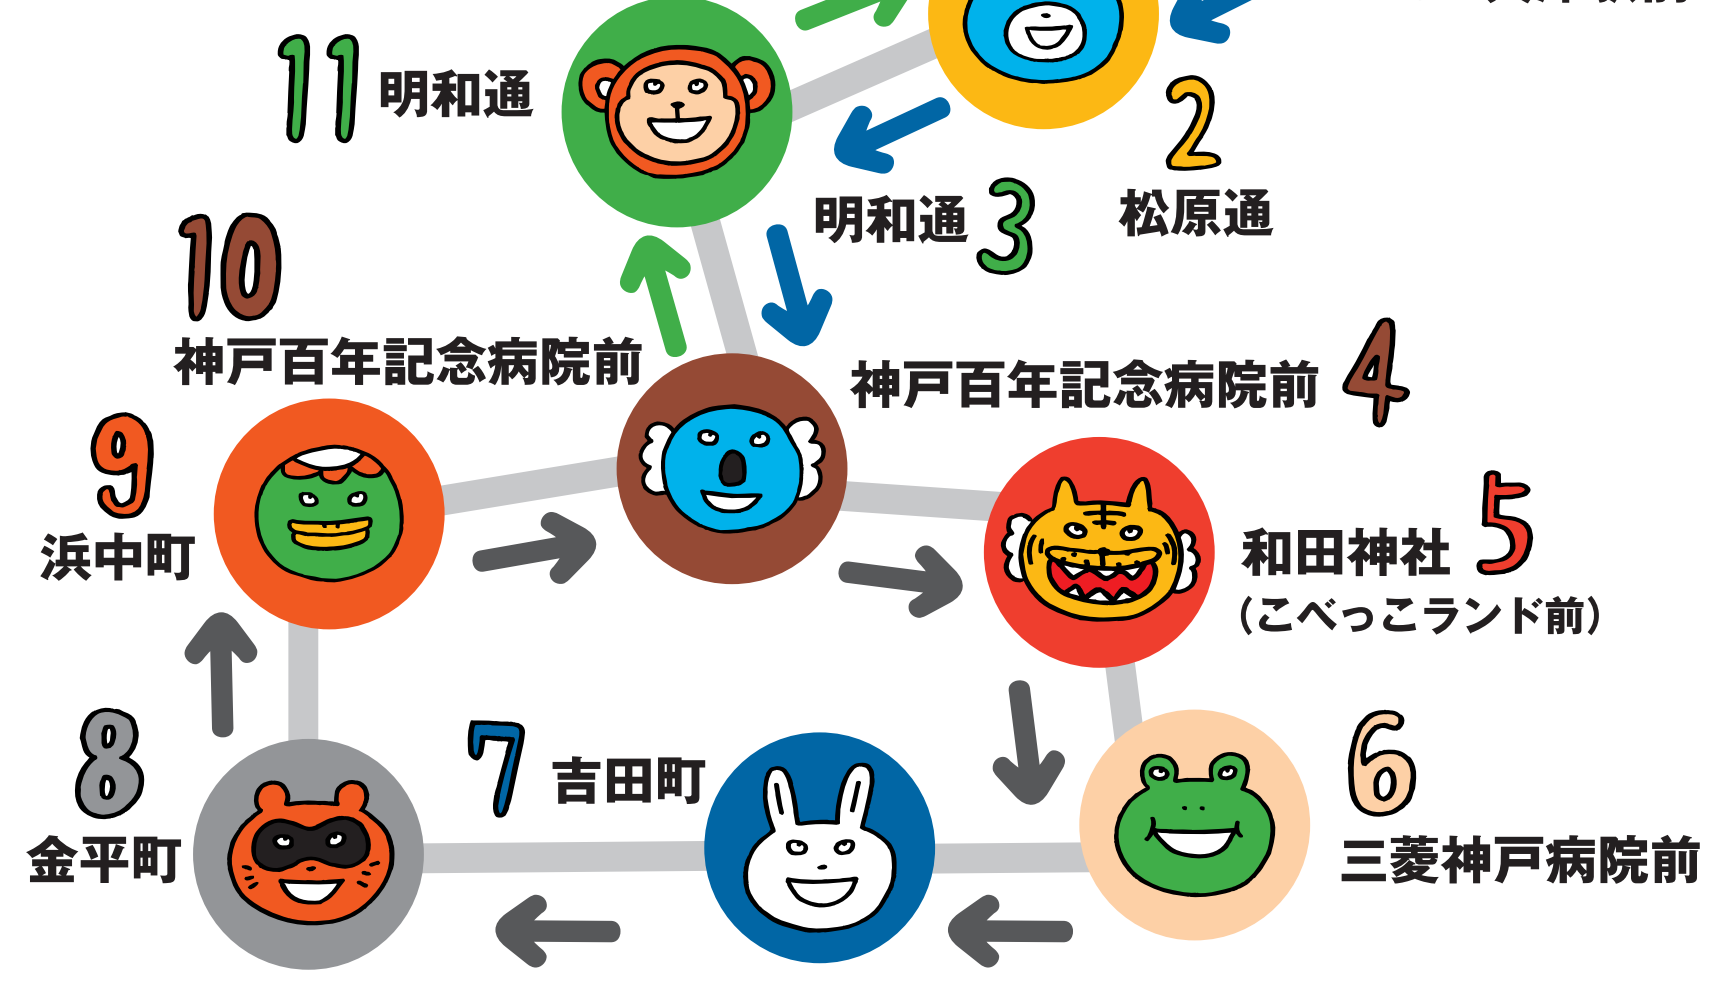 11 明和通
2
松原通
明和通 3
10
神戸百年記念病院前
神戸百年記念病院前 4
9
浜中町
和田神社 5
(こべっこランド前)
8
金平町
7 吉田町
6
三菱神戸病院前